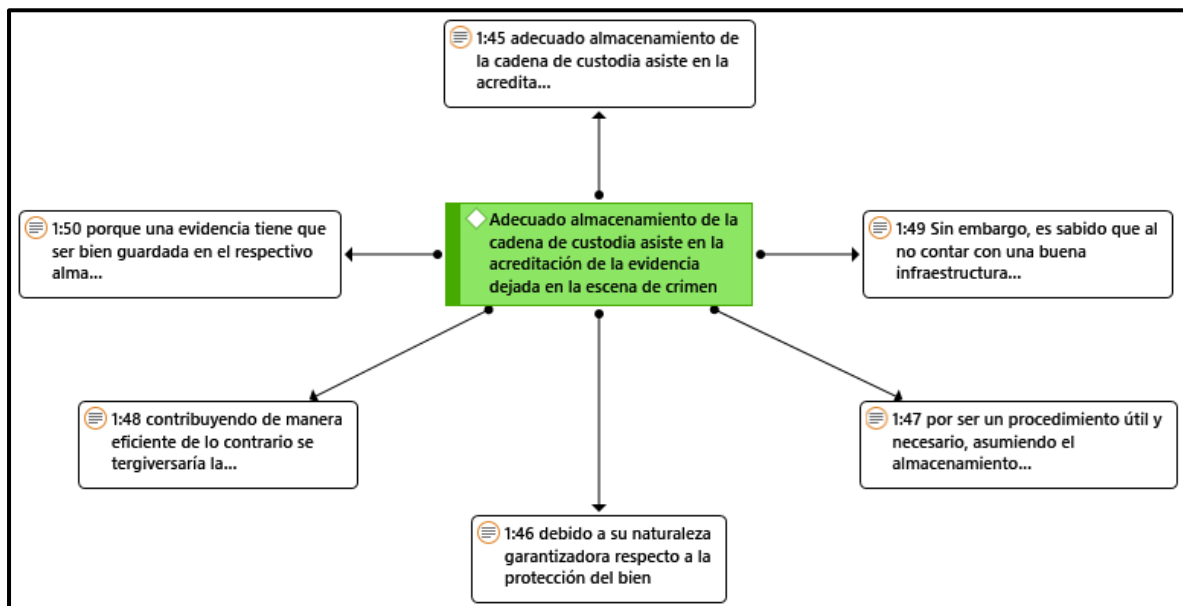 1:45 adecuado almacenamiento de
la cadena de custodia asiste en la
acredita...
1:50 porque una evidencia tiene que
ser bien guardada en el respectivo
alma...
Adecuado almacenamiento de la
cadena de custodia asiste en la
acreditación de la evidencia
dejada en la escena de crimen
1:49 Sin embargo, es sabido que al
no contar con una buena
infraestructura...
1:48 contribuyendo de manera
eficiente de lo contrario se
tergiversaría la...
1:47 por ser un procedimiento útil y
necesario, asumiendo el
almacenamiento...
1:46 debido a su naturaleza
garantizadora respecto a la
protección del bien